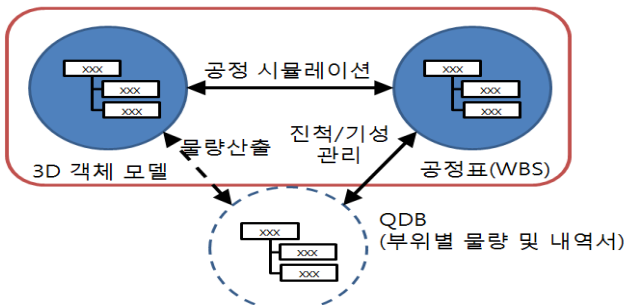 xxx
xxx
xxx
공정 시뮬레이션
xxx
xxx
xxx
물량산출
진척/기성
관리
3D 객체 모델
공정표(WBS)
xxx
xxx
xxx
QDB
(부위별 물량 및 내역서)